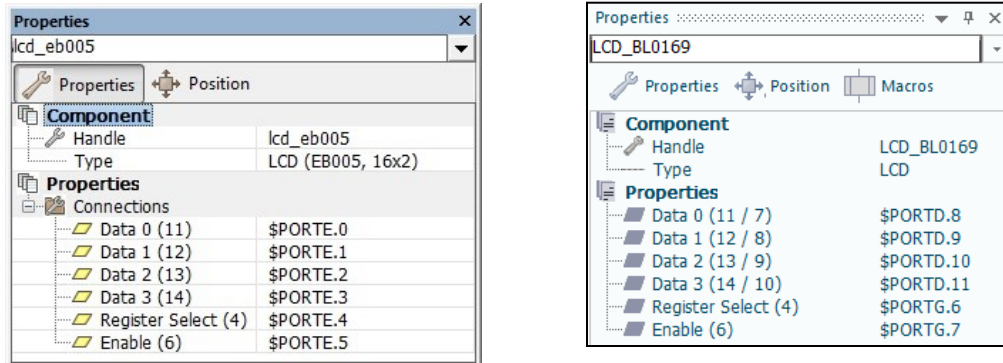 Properties
lcd_eb005
Properties Position
Component
Handle lcd_eb005
Type LCD (EB005, 16x2)
Properties
Connections
Data 0 (11) $PORTE.0
Data 1 (12) $PORTE.1
Data 2 (13) $PORTE.2
Data 3 (14) $PORTE.3
Register Select (4) $PORTE.4
Enable (6) $PORTE.5
Properties
LCD_BL0169
Properties Position Macros
Component
Handle LCD_BL0169
Type LCD
Properties
Data 0 (11 / 7) $PORTD.8
Data 1 (12 / 8) $PORTD.9
Data 2 (13 / 9) $PORTD.10
Data 3 (14 / 10) $PORTD.11
Register Select (4) $PORTG.6
Enable (6) $PORTG.7